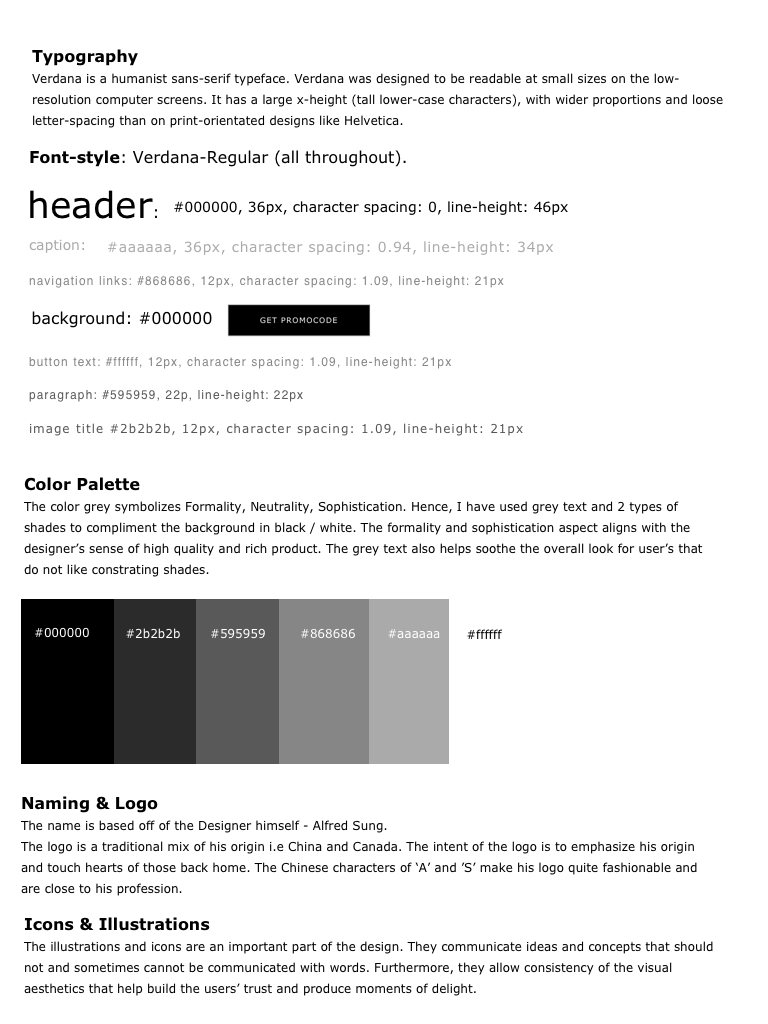 Typography
Verdana is a humanist sans-serif typeface. Verdana was designed to be readable at small sizes on the low-
resolution computer screens. It has a large x-height (tall lower-case characters), with wider proportions and loose
letter-spacing than on print-orientated designs like Helvetica.
Font-style: Verdana-Regular (all throughout).
header: #000000, 36px, character spacing: 0, line-height: 46px
caption: #aaaaaa, 36px, character spacing: 0.94, line-height: 34px
navigation links: #868686, 12px, character spacing: 1.09, line-height: 21px
background: #000000 GET PROMOCODE
button text: #ffffff, 12px, character spacing: 1.09, line-height: 21px
paragraph: #595959, 22p, line-height: 22px
image title #2b2b2b, 12px, character spacing: 1.09, line-height: 21px
Color Palette
The color grey symbolizes Formality, Neutrality, Sophistication. Hence, I have used grey text and 2 types of
shades to compliment the background in black / white. The formality and sophistication aspect aligns with the
designer’s sense of high quality and rich product. The grey text also helps soothe the overall look for user’s that
do not like constrating shades.
#000000 #2b2b2b #595959 #868686 #aaaaaa #ffffff
Naming & Logo
The name is based off of the Designer himself - Alfred Sung.
The logo is a traditional mix of his origin i.e China and Canada. The intent of the logo is to emphasize his origin
and touch hearts of those back home. The Chinese characters of ‘A’ and ’S’ make his logo quite fashionable and
are close to his profession.
Icons & Illustrations
The illustrations and icons are an important part of the design. They communicate ideas and concepts that should
not and sometimes cannot be communicated with words. Furthermore, they allow consistency of the visual
aesthetics that help build the users’ trust and produce moments of delight.